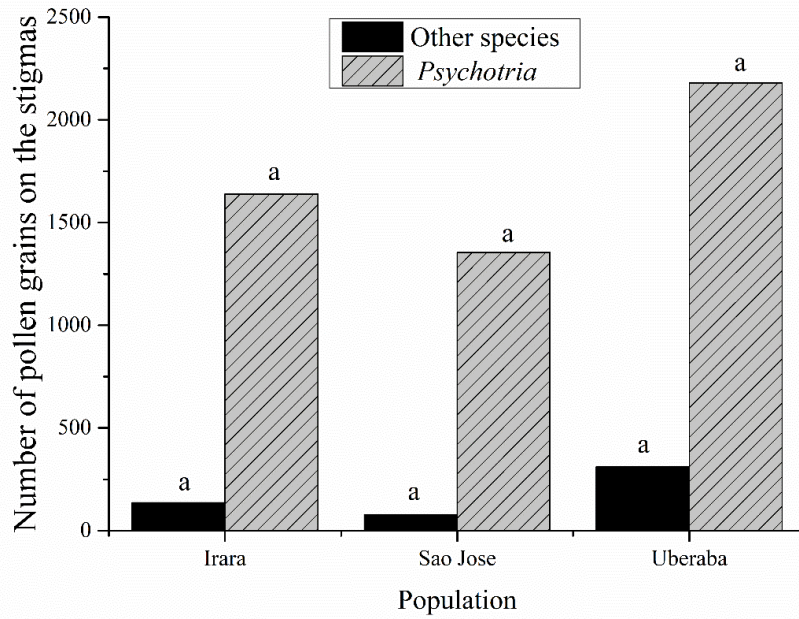 Number of pollen grains on the stigmas
2500
2000
1500
1000
500
0
Other species
Psychotria
a
a
a
a
a
a
Irara
Sao Jose
Uberaba
Population